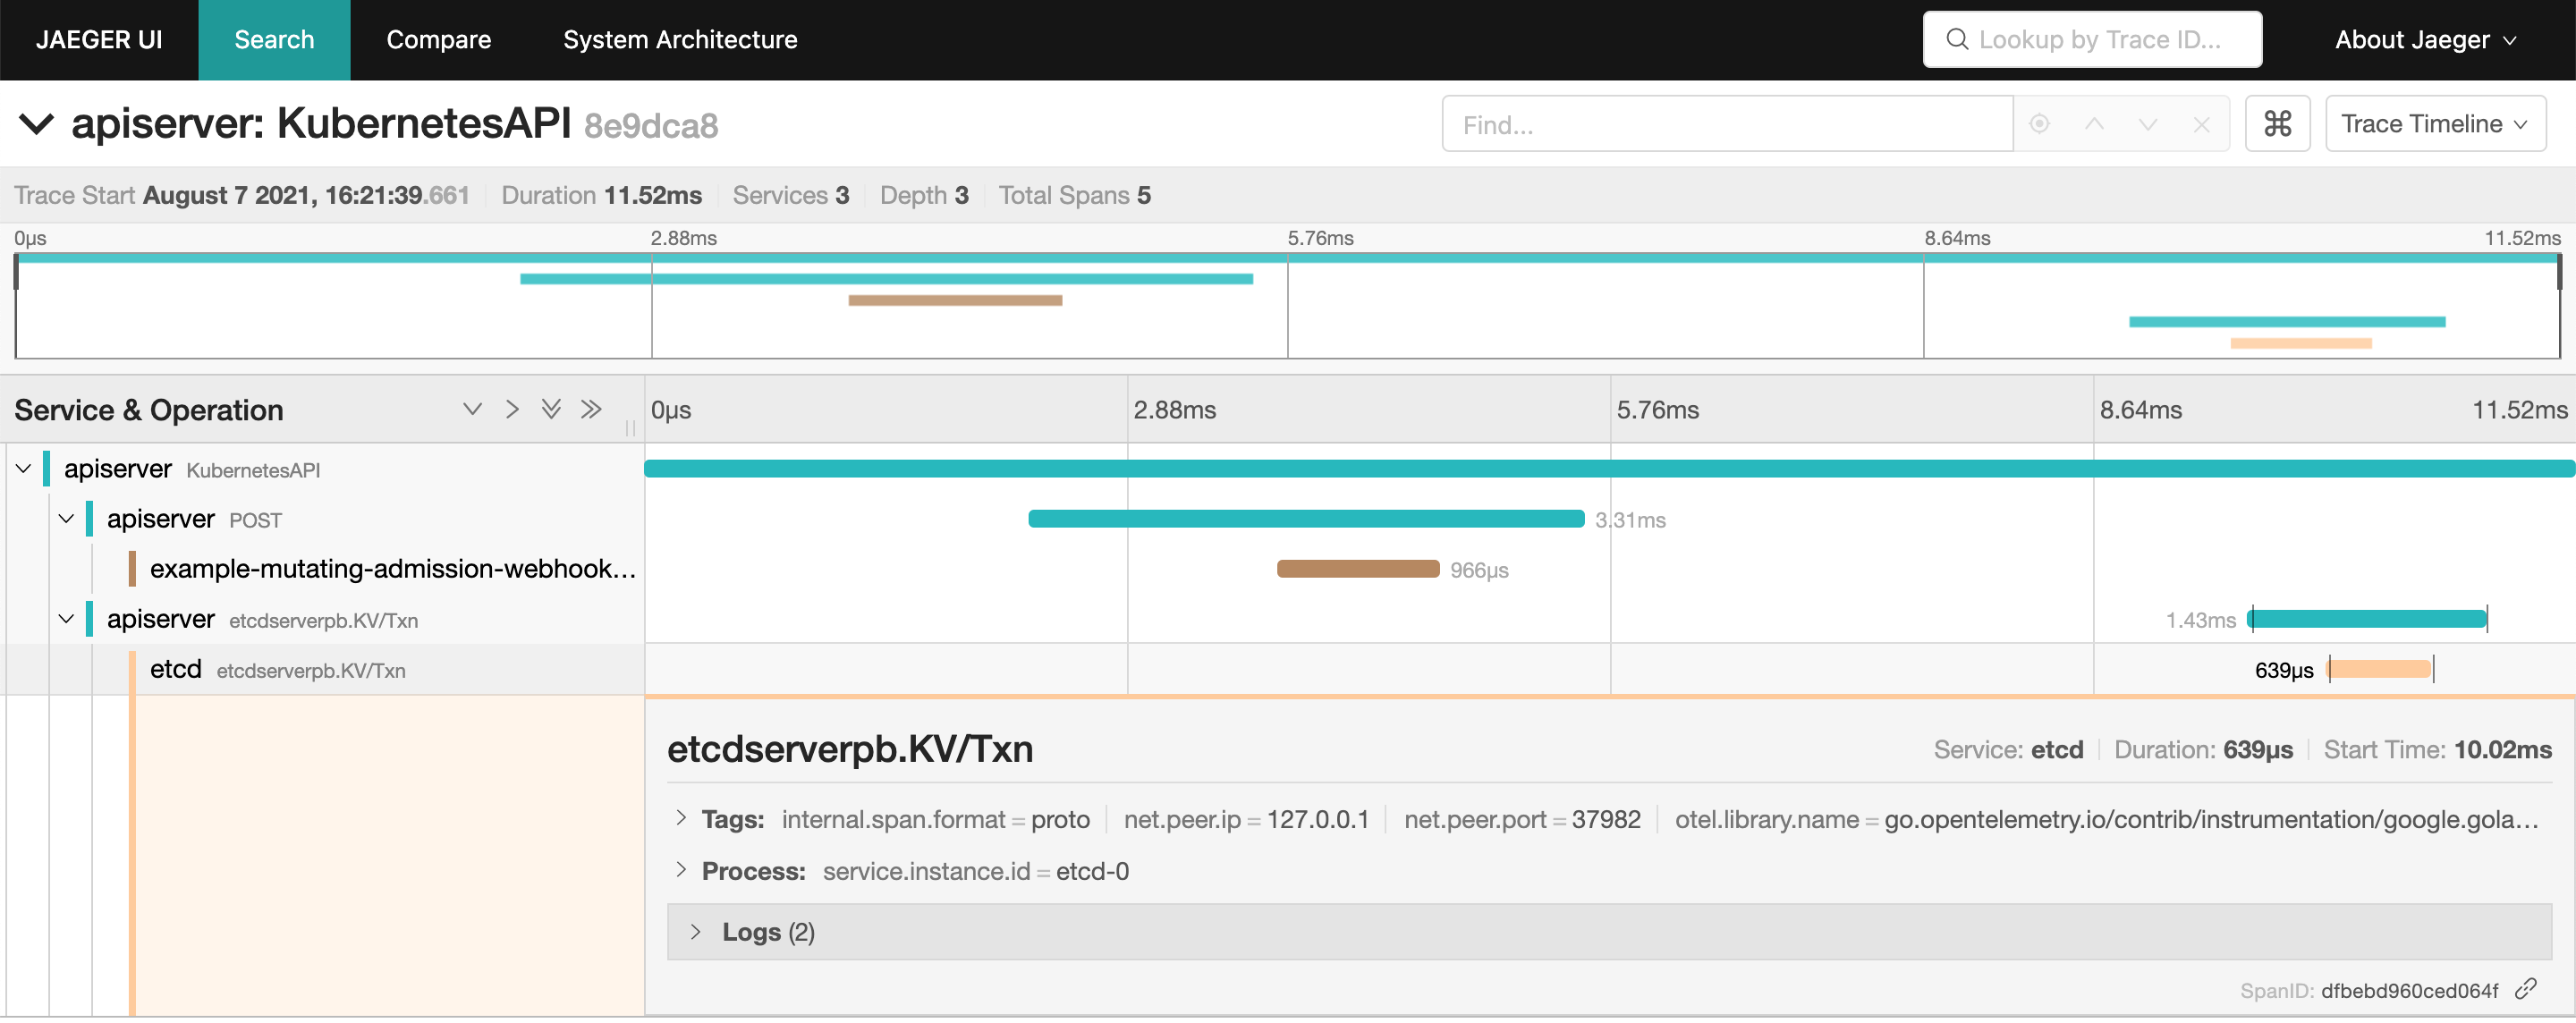 JAEGER UI Search Compare System Architecture Lookup by Trace ID... About Jaeger
apiserver: KubernetesAPI 8e9dca8 Find... Trace Timeline
Trace Start August 7 2021, 16:21:39.661 Duration 11.52ms Services 3 Depth 3 Total Spans 5
0μs 2.88ms 5.76ms 8.64ms 11.52ms
Service & Operation 0μs 2.88ms 5.76ms 8.64ms 11.52ms
apiserver KubernetesAPI
apiserver POST 3.31ms
example-mutating-admission-webhook... 966μs
apiserver etcdserverpb.KV/Txn 1.43ms
etcd etcdserverpb.KV/Txn 639μs
etcdserverpb.KV/Txn Service: etcd Duration: 639μs Start Time: 10.02ms
Tags: internal.span.format = proto net.peer.ip = 127.0.0.1 net.peer.port = 37982 otel.library.name = go.opentelemetry.io/contrib/instrumentation/google.gola...
Process: service.instance.id = etcd-0
Logs (2)
SpanID: dfbebd960ced064f